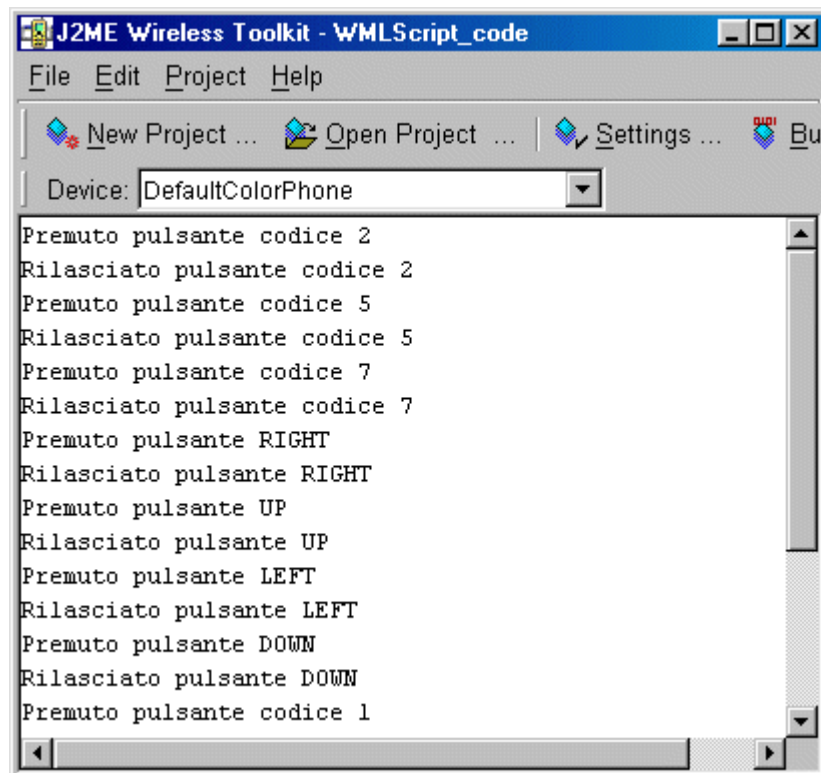 J2ME Wireless Toolkit - WMLScript_code
File Edit Project Help
New Project ... Open Project ... Settings ... Bu
Device: DefaultColorPhone
Premuto pulsante codice 2
Rilasciato pulsante codice 2
Premuto pulsante codice 5
Rilasciato pulsante codice 5
Premuto pulsante codice 7
Rilasciato pulsante codice 7
Premuto pulsante RIGHT
Rilasciato pulsante RIGHT
Premuto pulsante UP
Rilasciato pulsante UP
Premuto pulsante LEFT
Rilasciato pulsante LEFT
Premuto pulsante DOWN
Rilasciato pulsante DOWN
Premuto pulsante codice 1